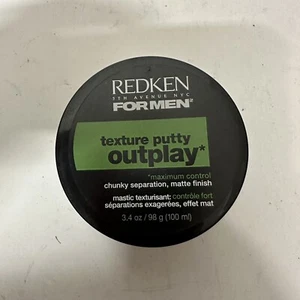 REDKEN
5TH AVENUE NYC
FOR MEN
texture putty
outplay*
*maximum control
chunky separation, matte finish
mastic texturisant; contrôle fort
séparations exagérées, effet mat
3.4 oz / 98 g (100 ml)